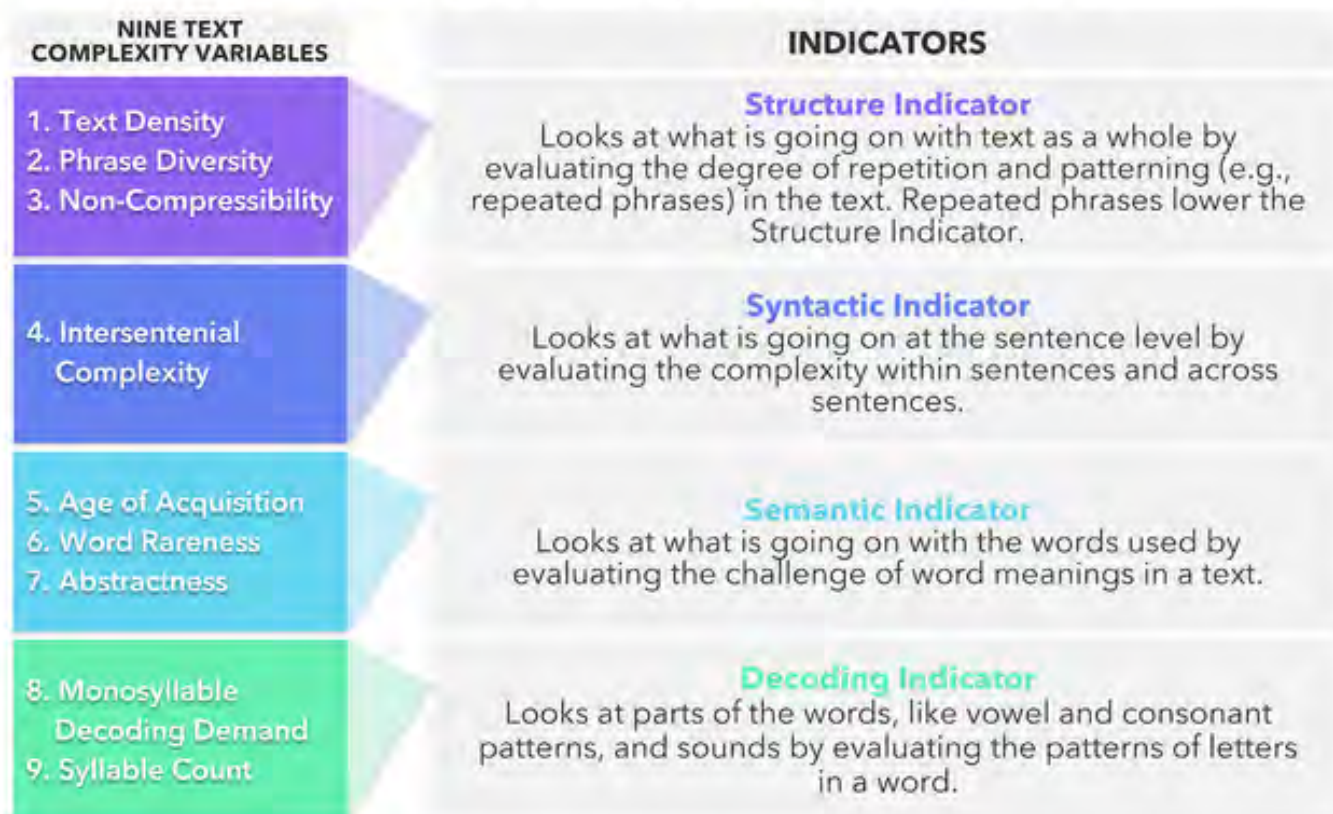 NINE TEXT
COMPLEXITY VARIABLES
INDICATORS
1. Text Density
2. Phrase Diversity
3. Non-Compressibility
Structure Indicator
Looks at what is going on with text as a whole by
evaluating the degree of repetition and patterning (e.g.,
repeated phrases) in the text. Repeated phrases lower the
Structure Indicator.
4. Intersentenial
Complexity
Syntactic Indicator
Looks at what is going on at the sentence level by
evaluating the complexity within sentences and across
sentences.
5. Age of Acquisition
6. Word Rareness
7. Abstractness
Semantic Indicator
Looks at what is going on with the words used by
evaluating the challenge of word meanings in a text.
8. Monosyllable
Decoding Demand
9. Syllable Count
Decoding Indicator
Looks at parts of the words, like vowel and consonant
patterns, and sounds by evaluating the patterns of letters
in a word.